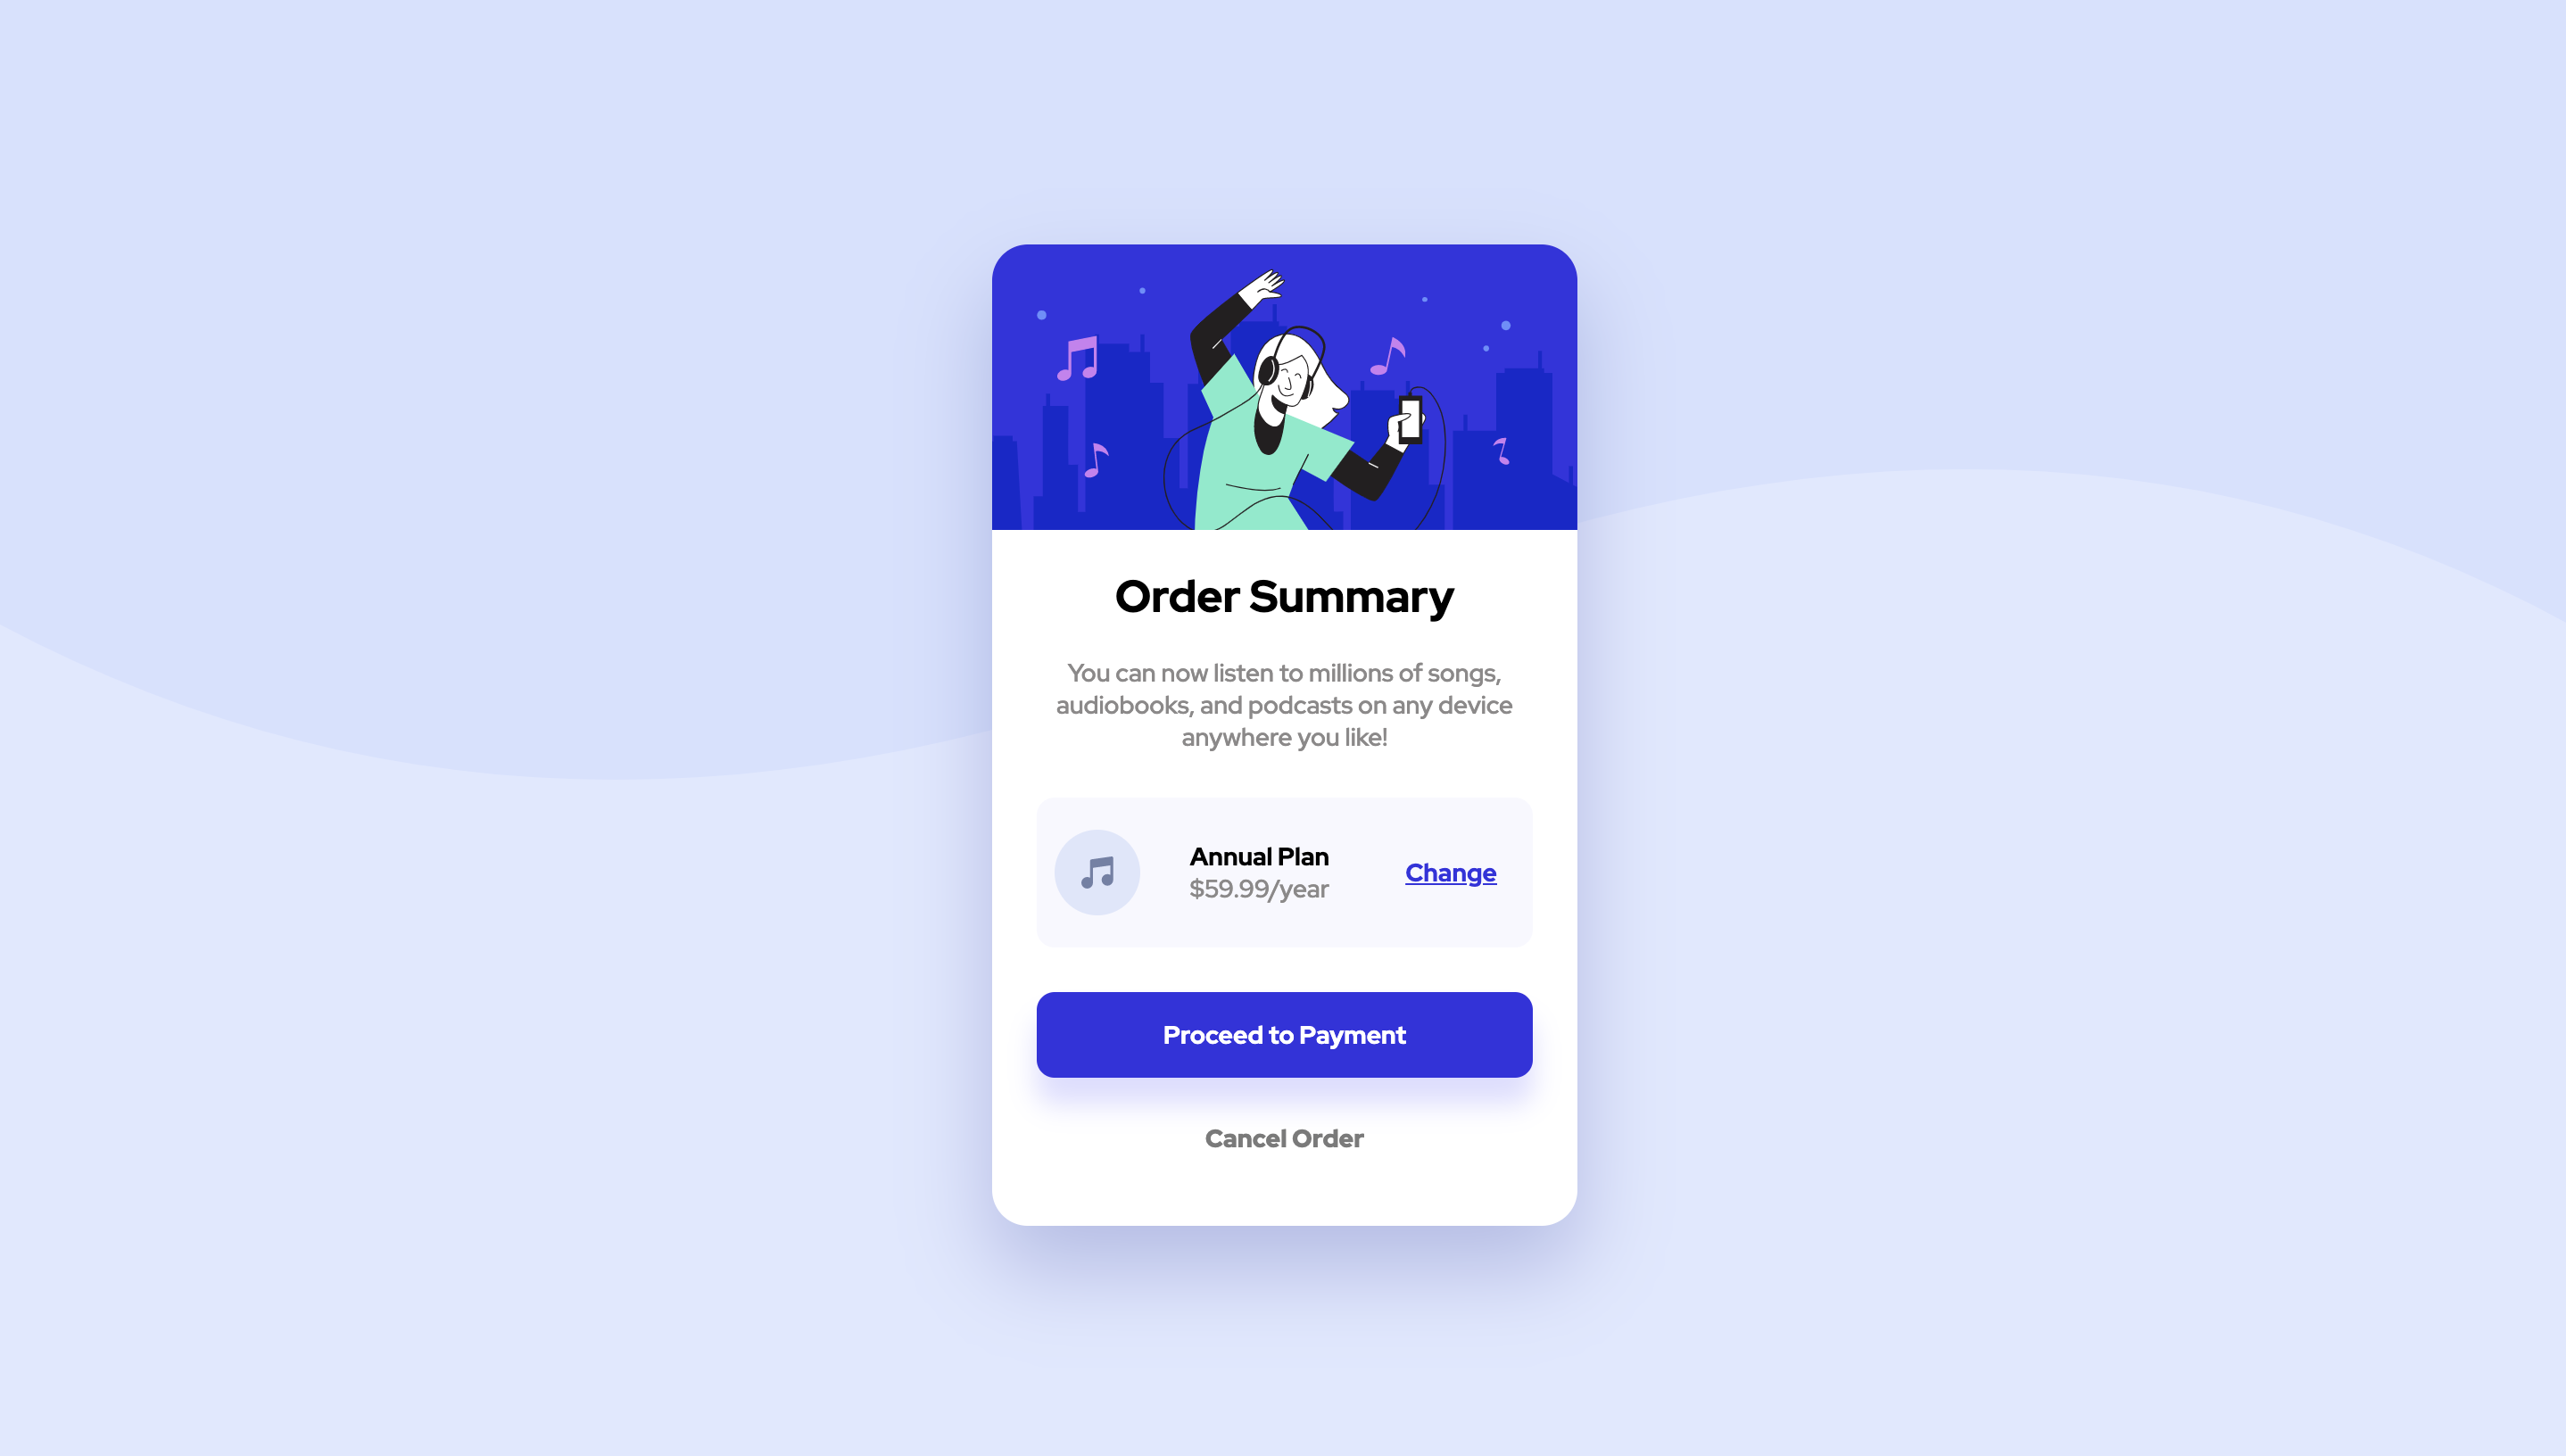 Order Summary
You can now listen to millions of songs,
audiobooks, and podcasts on any device
anywhere you like!
Annual Plan
$59.99/year
Change
Proceed to Payment
Cancel Order